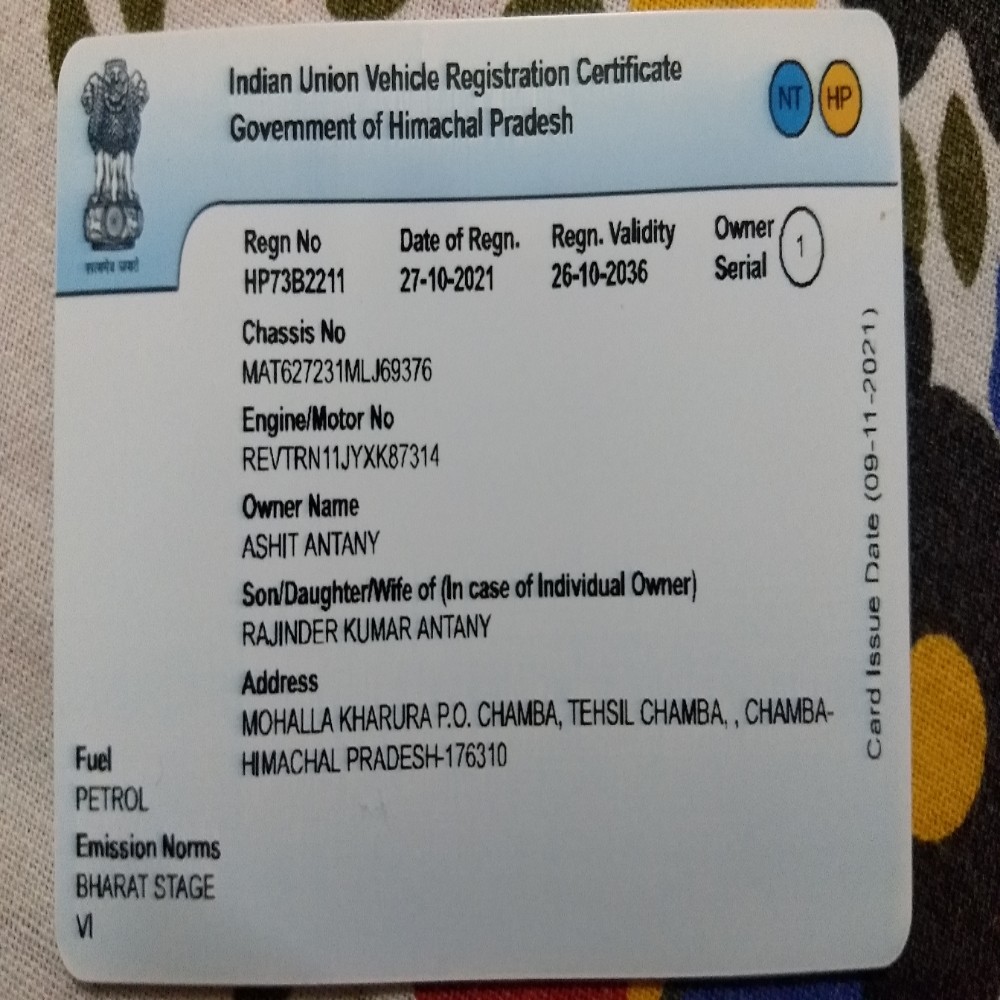 Indian Union Vehicle Registration Certificate
Government of Himachal Pradesh
NT HP
सत्यमेव जयते
Regn No Date of Regn. Regn. Validity Owner Serial 1
HP73B2211 27-10-2021 26-10-2036
Chassis No
MAT627231MLJ69376
Engine/Motor No
REVTRN11JYXK87314
Owner Name
ASHIT ANTANY
Son/Daughter/Wife of (In case of Individual Owner)
RAJINDER KUMAR ANTANY
Address
MOHALLA KHARURA P.O. CHAMBA, TEHSIL CHAMBA, , CHAMBA-
HIMACHAL PRADESH-176310
Fuel
PETROL
Emission Norms
BHARAT STAGE
VI
Card Issue Date (09-11-2021)